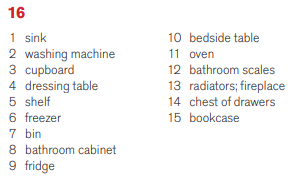 16
1 sink
2 washing machine
3 cupboard
4 dressing table
5 shelf
6 freezer
7 bin
8 bathroom cabinet
9 fridge
10 bedside table
11 oven
12 bathroom scales
13 radiators; fireplace
14 chest of drawers
15 bookcase